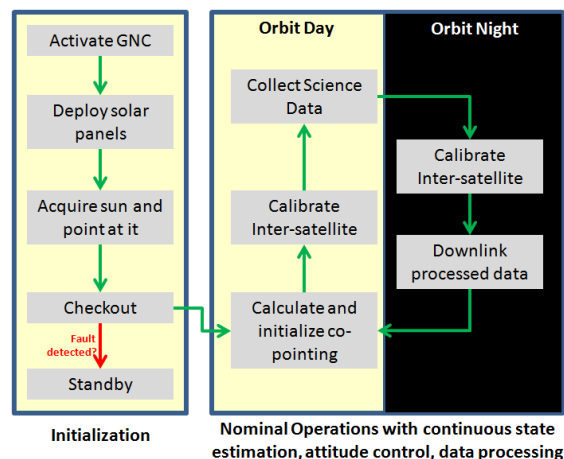 Activate GNC
Deploy solar
panels
Acquire sun and
point at it
Checkout
Fault
detected?
Standby
Initialization
Orbit Day
Orbit Night
Collect Science
Data
Calibrate
Inter-satellite
Calculate and
initialize co-
pointing
Calibrate
Inter-satellite
Downlink
processed data
Nominal Operations with continuous state
estimation, attitude control, data processing